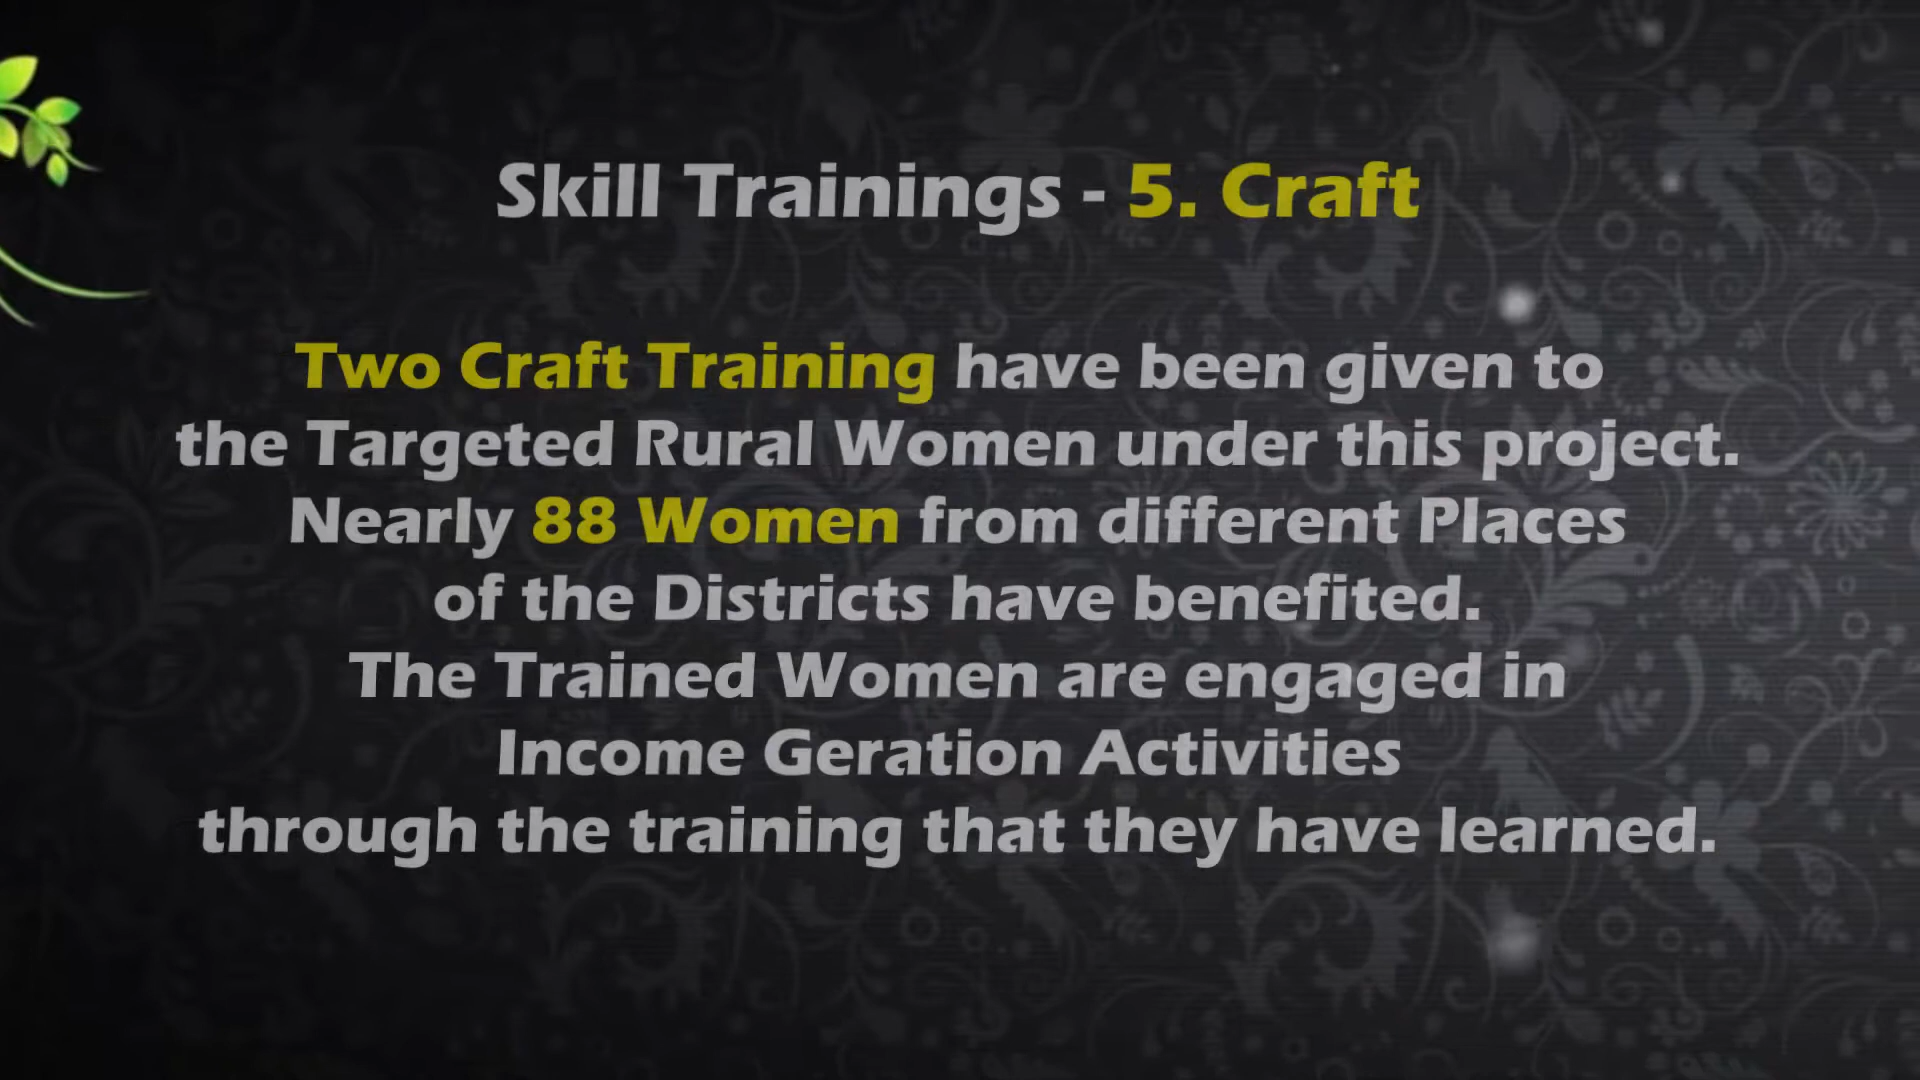 Skill Trainings - 5. Craft
Two Craft Training have been given to
the Targeted Rural Women under this project.
Nearly 88 Women from different Places
of the Districts have benefited.
The Trained Women are engaged in
Income Geration Activities
through the training that they have learned.